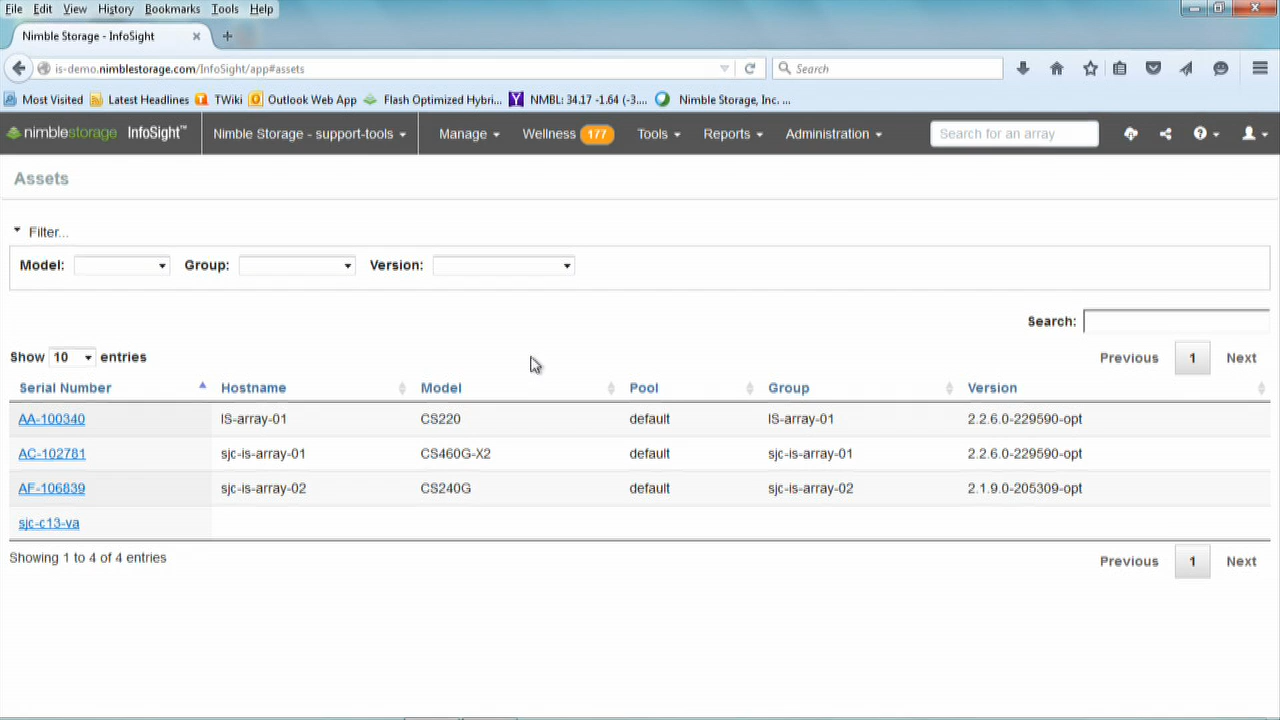 File Edit View History Bookmarks Tools Help
Nimble Storage - InfoSight
is-demo.nimblestorage.com/InfoSight/app#assets
Search
Most Visited Latest Headlines TWiki Outlook Web App Flash Optimized Hybri... NMBL: 34.17 -1.64 (-3.... Nimble Storage, Inc. ...
nimblestorage InfoSight™ Nimble Storage - support-tools Manage Wellness 177 Tools Reports Administration Search for an array
Assets
Filter...
Model: Group: Version:
Search:
Show 10 entries Previous 1 Next
Serial Number Hostname Model Pool Group Version
AA-100340 IS-array-01 CS220 default IS-array-01 2.2.6.0-229590-opt
AC-102781 sjc-is-array-01 CS460G-X2 default sjc-is-array-01 2.2.6.0-229590-opt
AF-106839 sjc-is-array-02 CS240G default sjc-is-array-02 2.1.9.0-205309-opt
sjc-c13-va
Showing 1 to 4 of 4 entries
Previous 1 Next